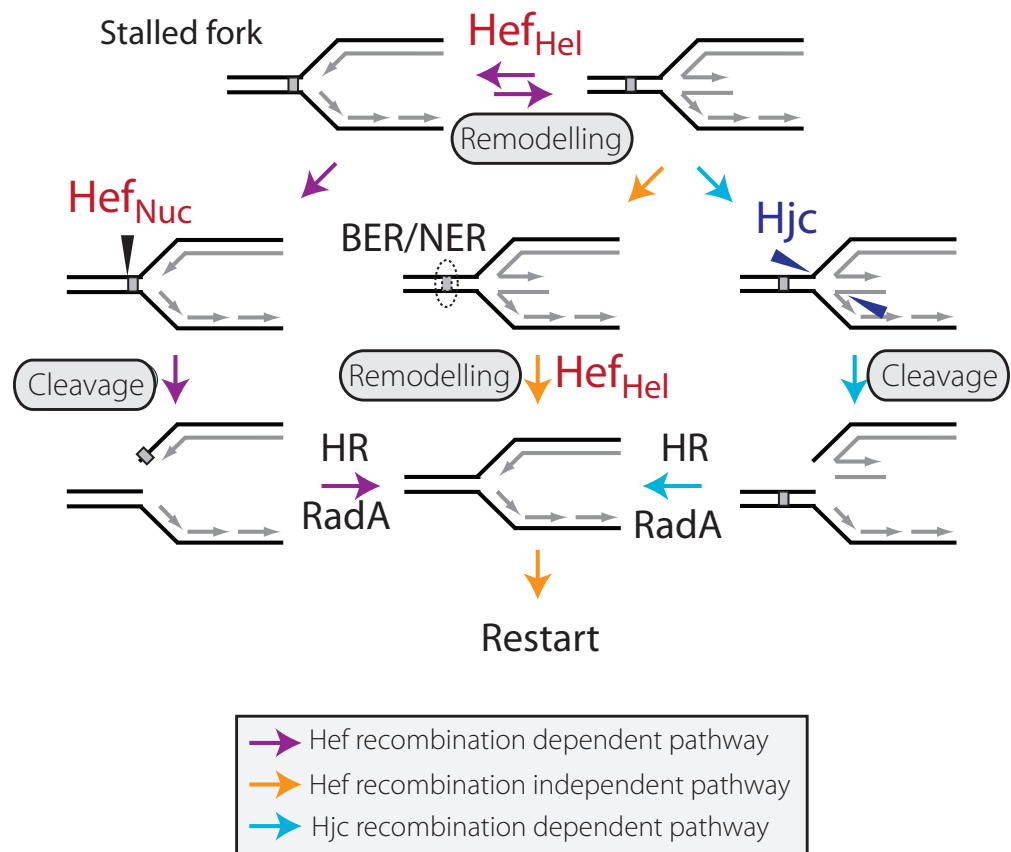 Stalled fork
HefHel
Remodelling
HefNuc
BER/NER
Hjc
Cleavage
Remodelling
HefHel
Cleavage
HR
RadA
HR
RadA
Restart
Hef recombination dependent pathway
Hef recombination independent pathway
Hjc recombination dependent pathway